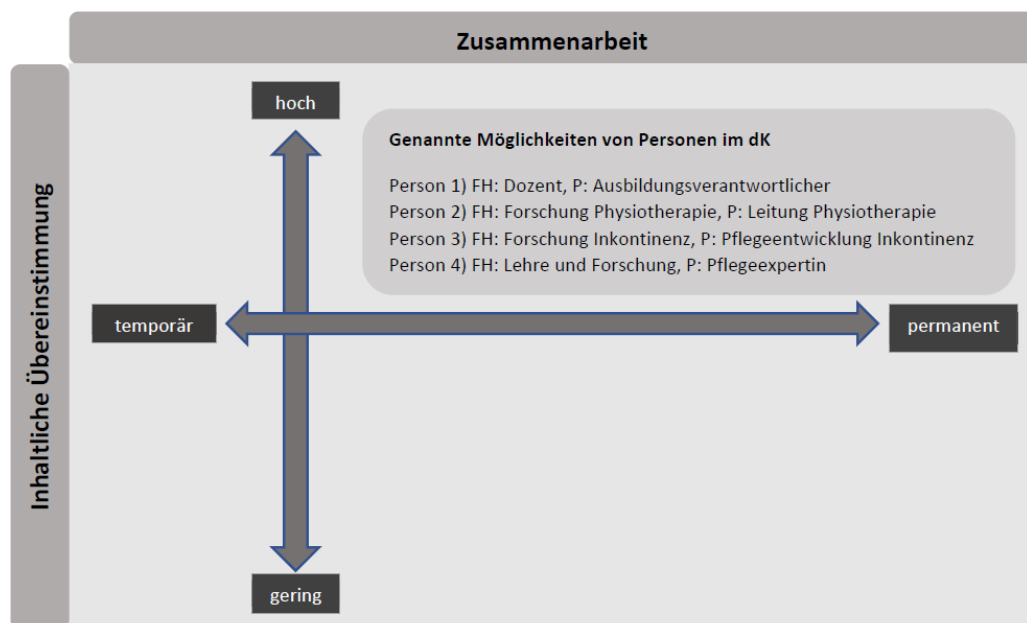 Zusammenarbeit
Inhaltliche Übereinstimmung
hoch
Genannte Möglichkeiten von Personen im dK
Person 1) FH: Dozent, P: Ausbildungsverantwortlicher
Person 2) FH: Forschung Physiotherapie, P: Leitung Physiotherapie
Person 3) FH: Forschung Inkontinenz, P: Pflegeentwicklung Inkontinenz
Person 4) FH: Lehre und Forschung, P: Pflegeexpertin
temporär
permanent
gering